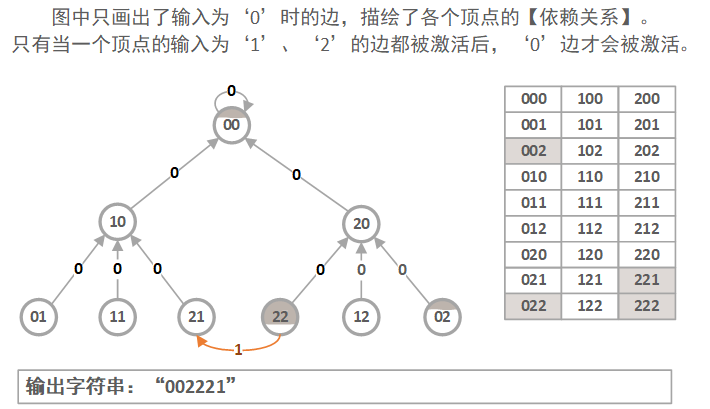 图中只画出了输入为‘0’时的边，描绘了各个顶点的【依赖关系】。
只有当一个顶点的输入为‘1’、‘2’的边都被激活后，‘0’边才会被激活。
0
00
0 0
10 20
0 0 0 0 0 0
01 11 21 22 12 02
1
000 100 200
001 101 201
002 102 202
010 110 210
011 111 211
012 112 212
020 120 220
021 121 221
022 122 222
输出字符串：“002221”